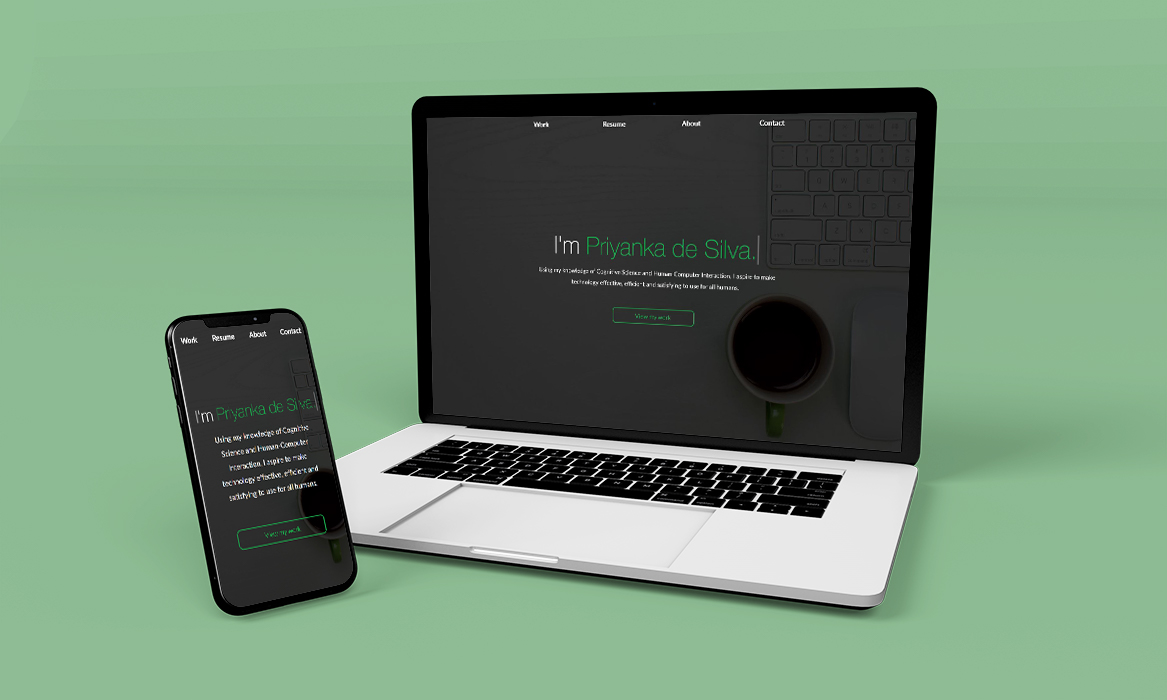 Work Resume About Contact
I'm Priyanka de Silva.
Using my knowledge of Cognitive Science and Human Computer Interaction, I aspire to make
technology effective, efficient and satisfying to use for all humans.
View my work
Work Resume About Contact
I'm Priyanka de Silva.
Using my knowledge of Cognitive
Science and Human-Computer
Interaction, I aspire to make
technology effective, efficient and
satisfying to use for all humans.
View my work